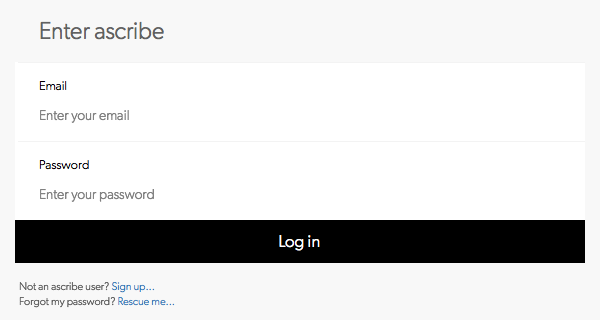 Enter ascribe
Email
Enter your email
Password
Enter your password
Log in
Not an ascribe user? Sign up...
Forgot my password? Rescue me...